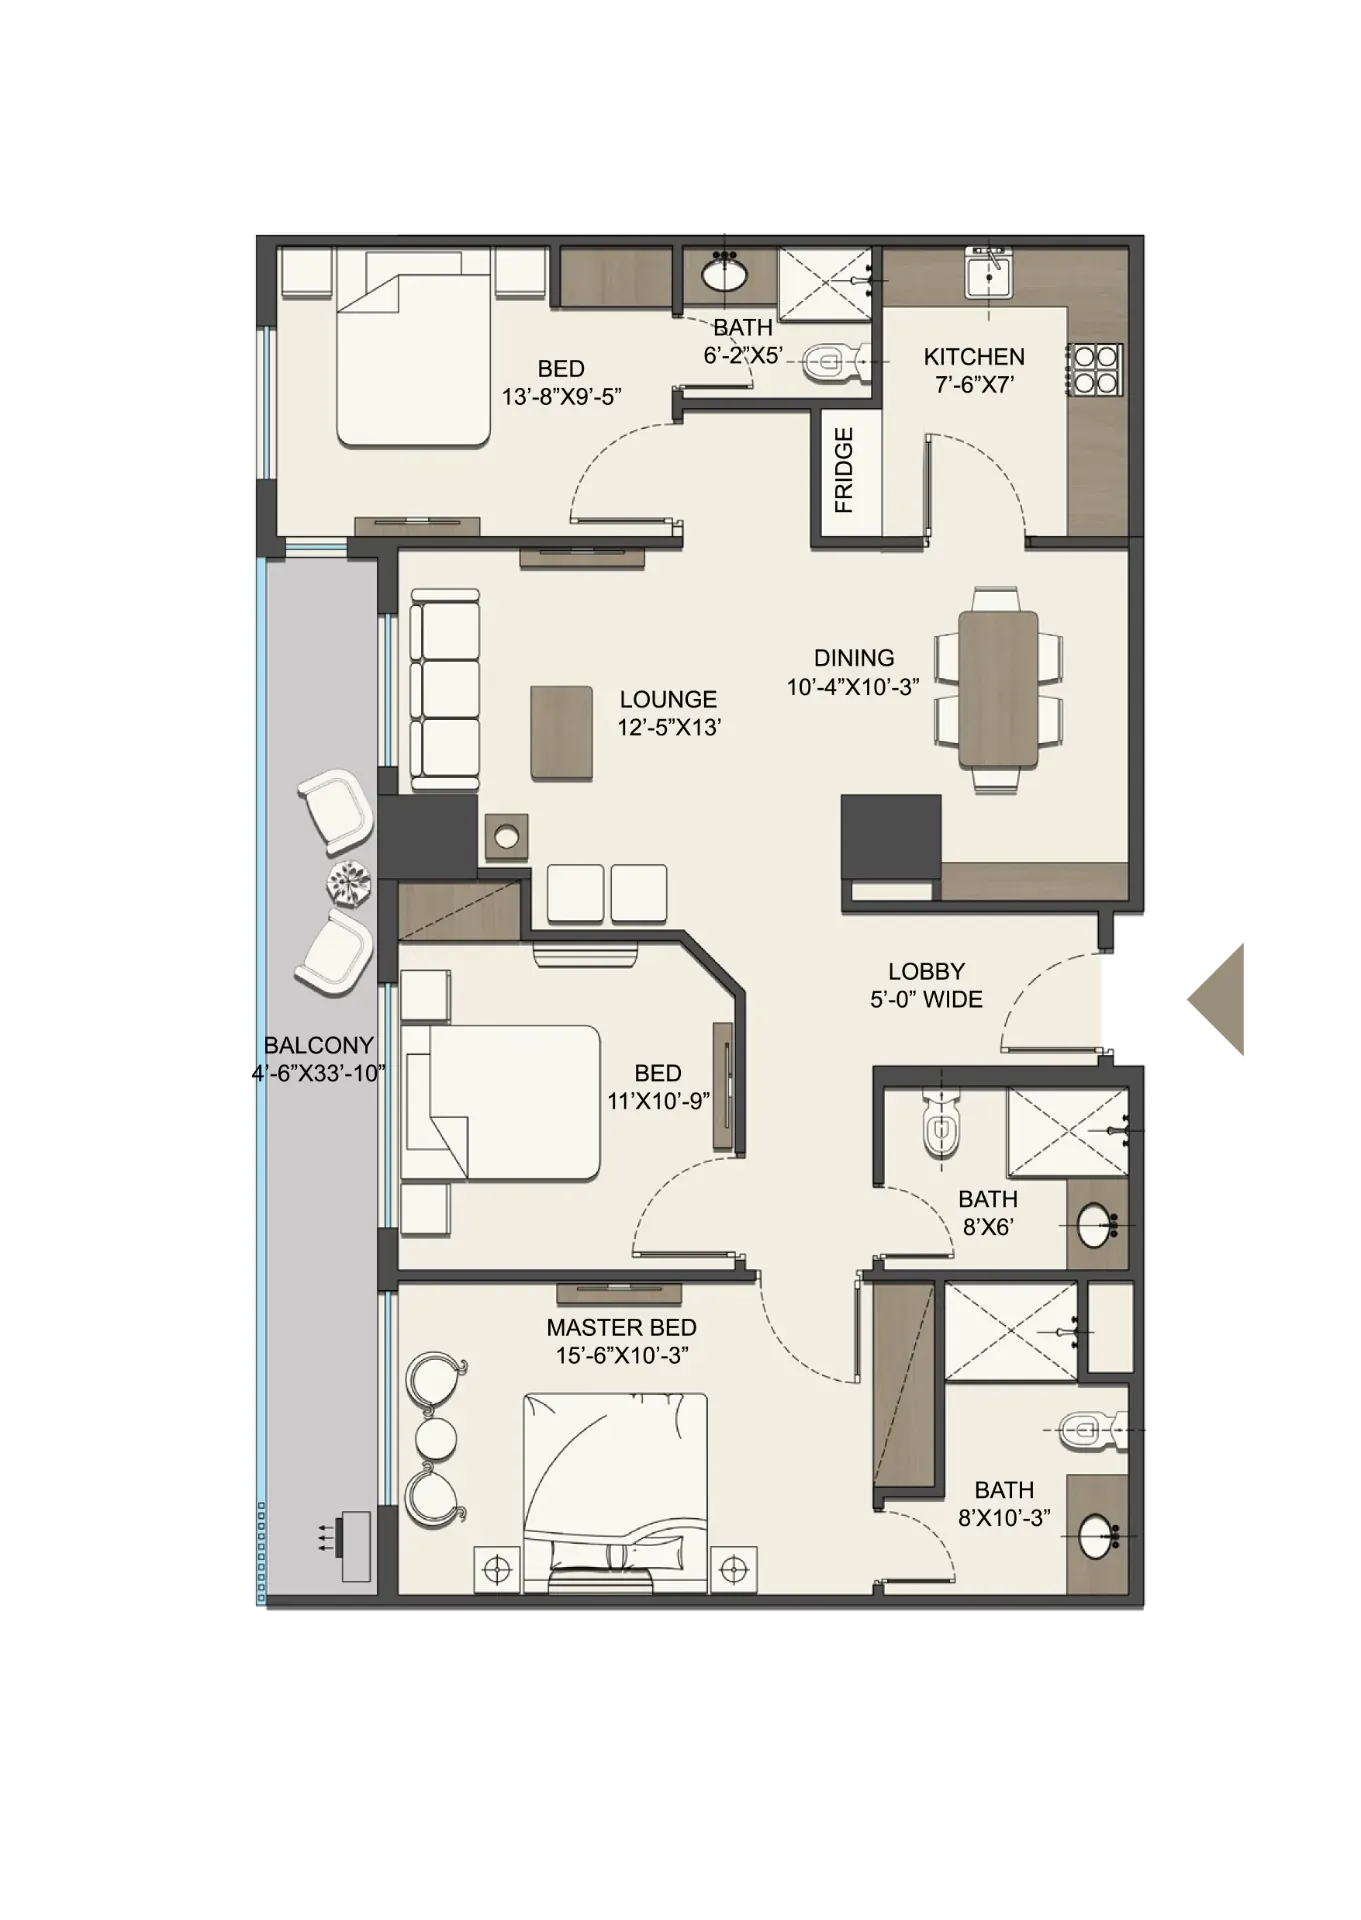 BATH
6’-2”X5’
KITCHEN
7’-6”X7’
BED
13’-8”X9’-5”
FRIDGE
DINING
10’-4”X10’-3”
LOUNGE
12’-5”X13’
LOBBY
5’-0” WIDE
BALCONY
4’-6”X33’-10”
BED
11’X10’-9”
BATH
8’X6’
MASTER BED
15’-6”X10’-3”
BATH
8’X10’-3”